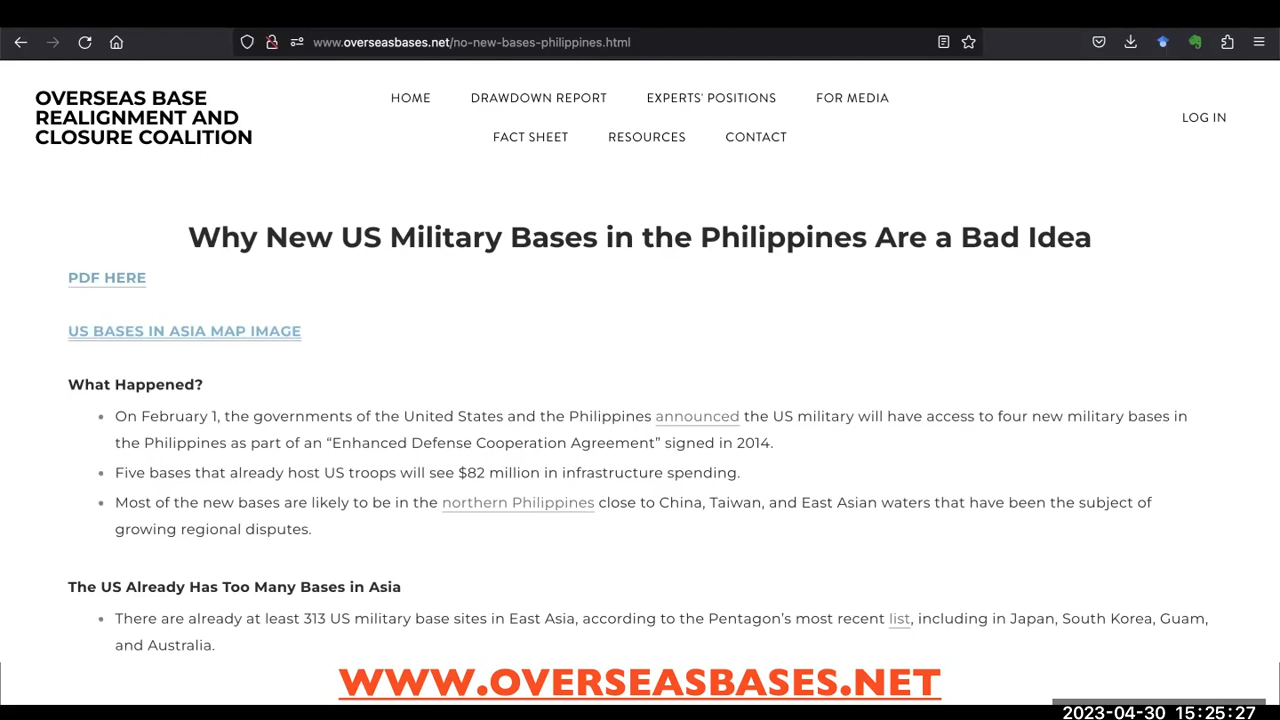 www.overseasbases.net/no-new-bases-philippines.html
OVERSEAS BASE
REALIGNMENT AND
CLOSURE COALITION
HOME DRAWDOWN REPORT EXPERTS' POSITIONS FOR MEDIA
FACT SHEET RESOURCES CONTACT
LOG IN
Why New US Military Bases in the Philippines Are a Bad Idea
PDF HERE
US BASES IN ASIA MAP IMAGE
What Happened?
• On February 1, the governments of the United States and the Philippines announced the US military will have access to four new military bases in
the Philippines as part of an “Enhanced Defense Cooperation Agreement” signed in 2014.
• Five bases that already host US troops will see $82 million in infrastructure spending.
• Most of the new bases are likely to be in the northern Philippines close to China, Taiwan, and East Asian waters that have been the subject of
growing regional disputes.
The US Already Has Too Many Bases in Asia
• There are already at least 313 US military base sites in East Asia, according to the Pentagon’s most recent list, including in Japan, South Korea, Guam,
and Australia.
WWW.OVERSEASBASES.NET
2023-04-30 15:25:27